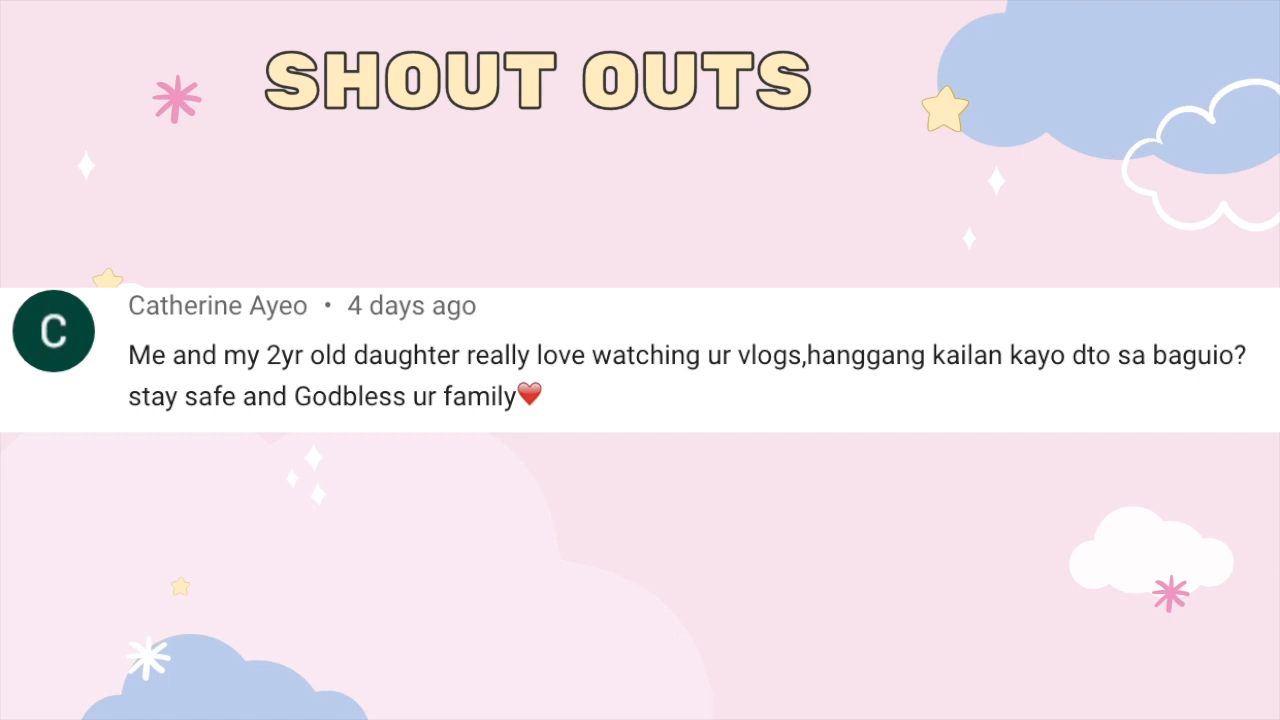 SHOUT OUTS
C
Catherine Ayeo • 4 days ago
Me and my 2yr old daughter really love watching ur vlogs,hanggang kailan kayo dto sa baguio?
stay safe and Godbless ur family❤️